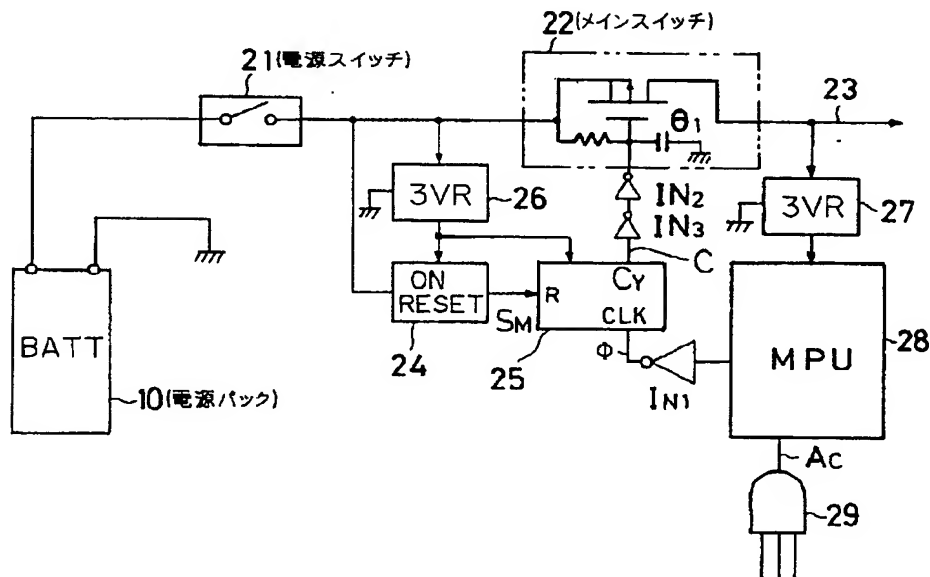 22(メインスイッチ)
21(電源スイッチ)
23
θ1
3VR
26
IN2
3VR
27
IN3
C
ON
RESET
24
SM
R
CY
CLK
25
Φ
IN1
MPU
28
BATT
10(電源パック)
AC
29